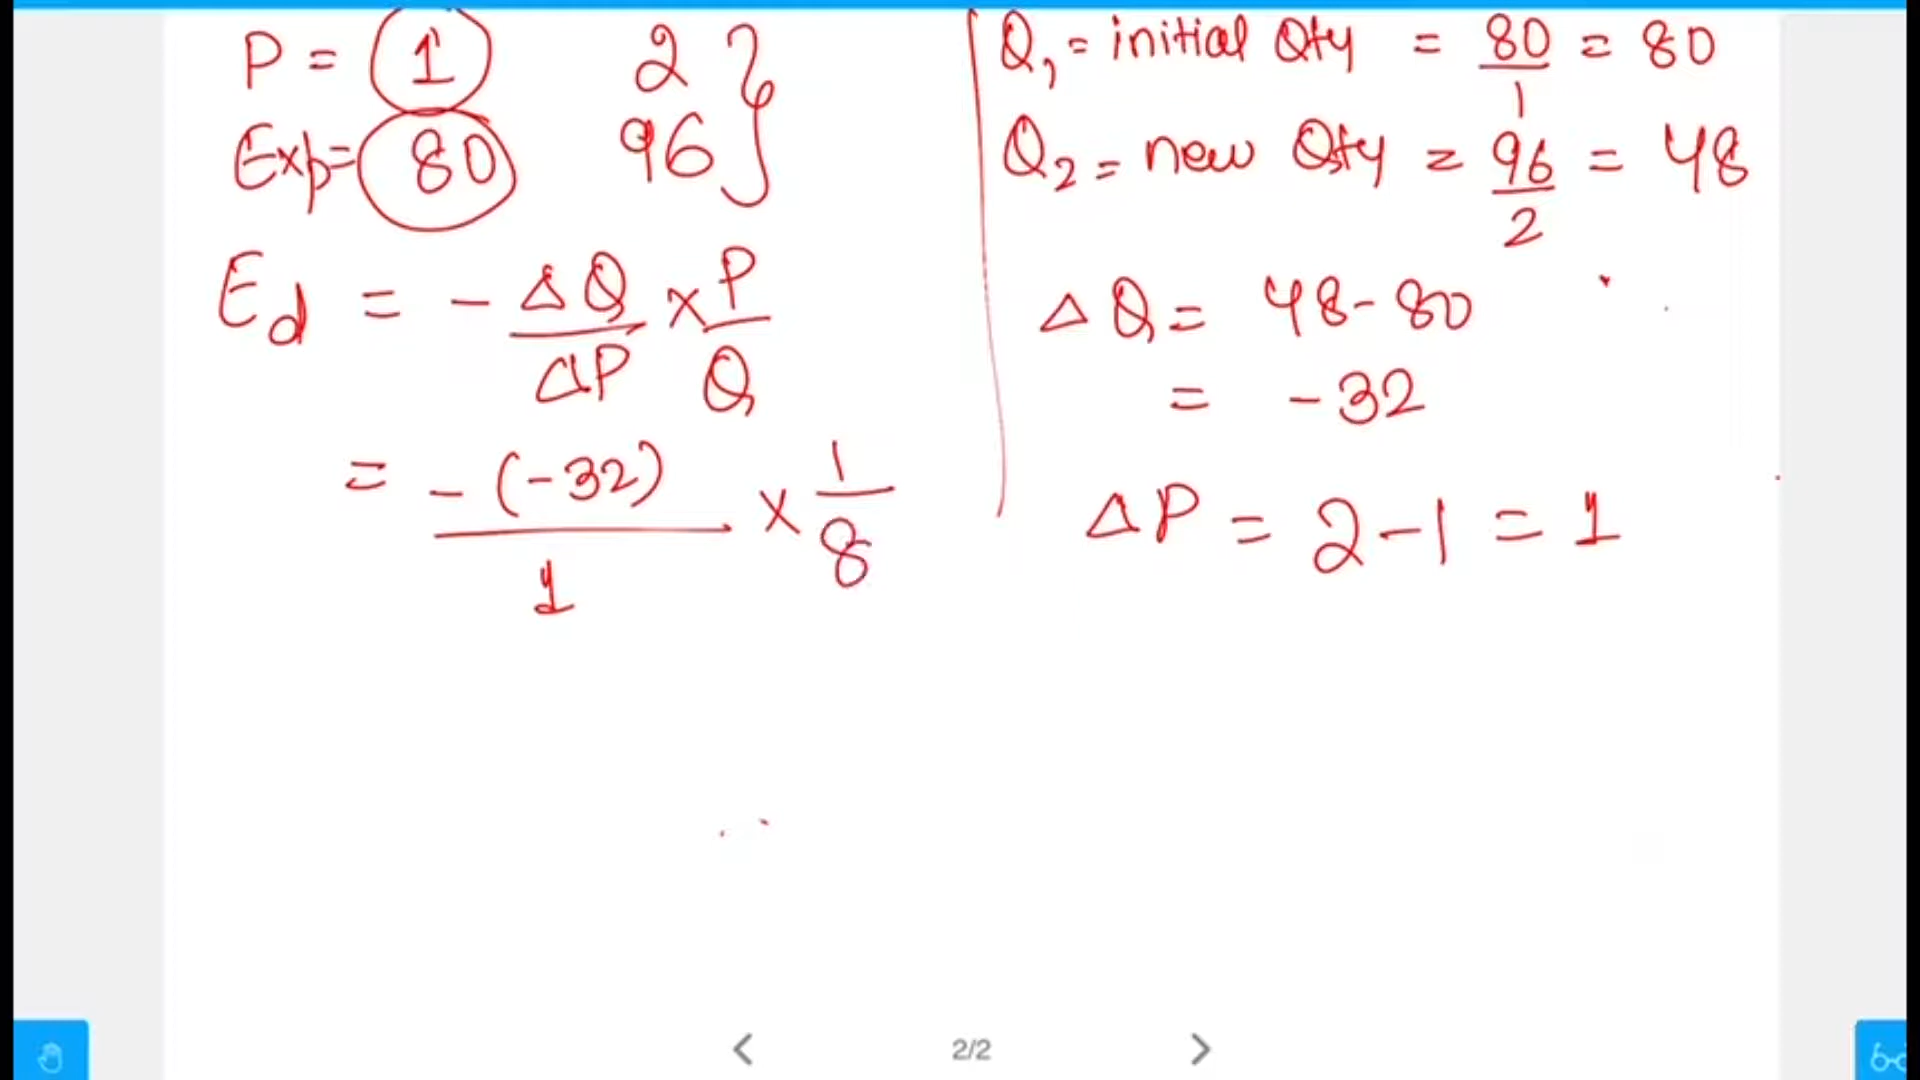 P = 1 2
Exp= 80 96
Ed = - ΔQ/ΔP × P/Q
= -(-32)/1 × 1/8
Q1 = initial Qty = 80/1 = 80
Q2 = new Qty = 96/2 = 48
ΔQ = 48-80
= -32
ΔP = 2-1 = 1
2/2